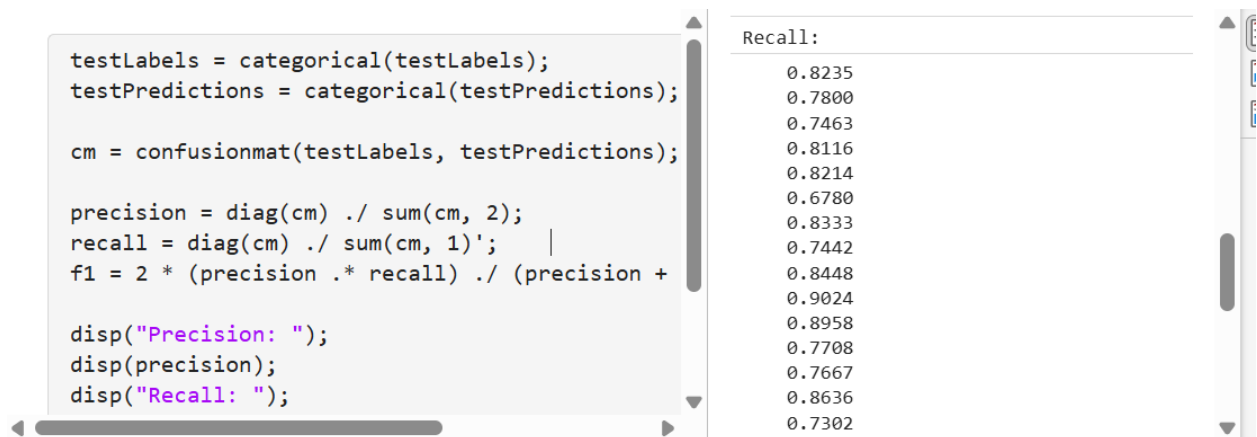 testLabels = categorical(testLabels);
testPredictions = categorical(testPredictions);
cm = confusionmat(testLabels, testPredictions);
precision = diag(cm) ./ sum(cm, 2);
recall = diag(cm) ./ sum(cm, 1)';
f1 = 2 * (precision .* recall) ./ (precision +
disp("Precision: ");
disp(precision);
disp("Recall: ");
Recall:
0.8235
0.7800
0.7463
0.8116
0.8214
0.6780
0.8333
0.7442
0.8448
0.9024
0.8958
0.7708
0.7667
0.8636
0.7302